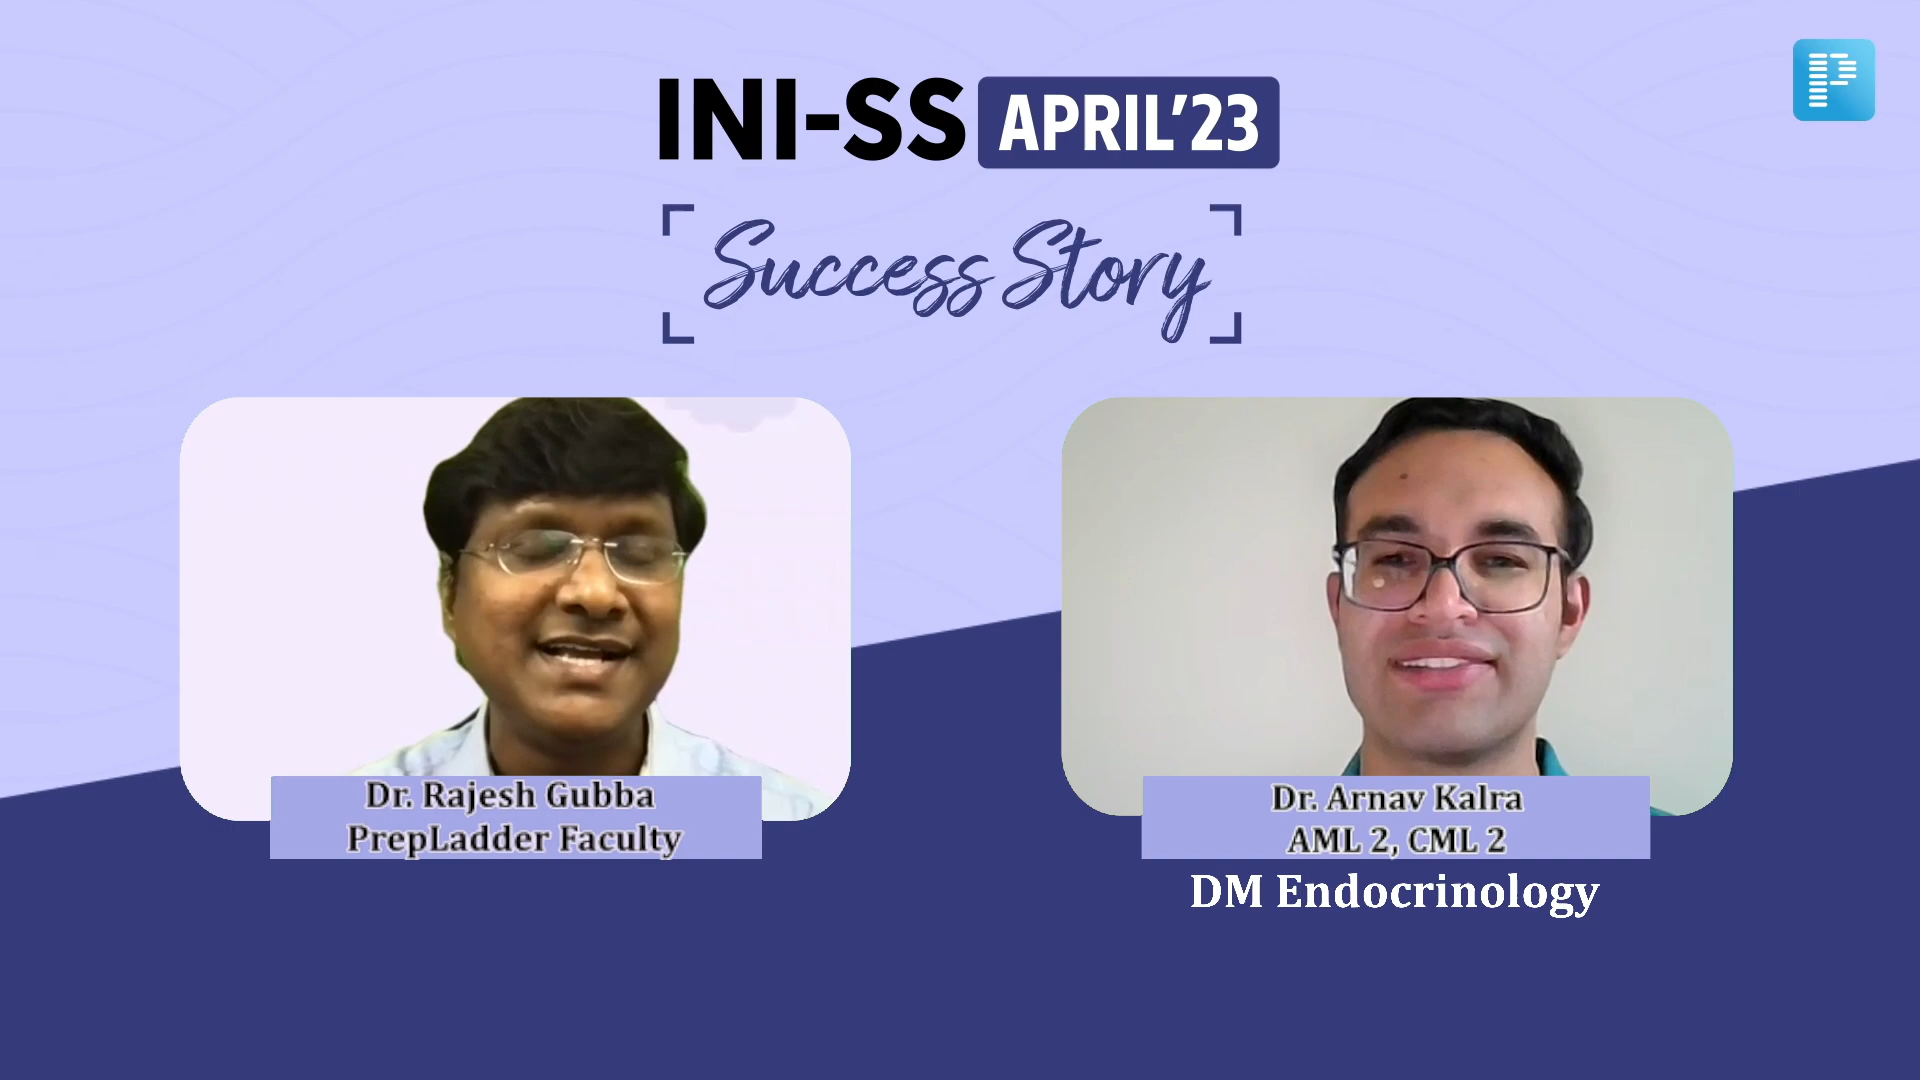 INI-SS APRIL’23
Success Story
Dr. Rajesh Gubba
PrepLadder Faculty
Dr. Arnav Kalra
AML 2, CML 2
DM Endocrinology